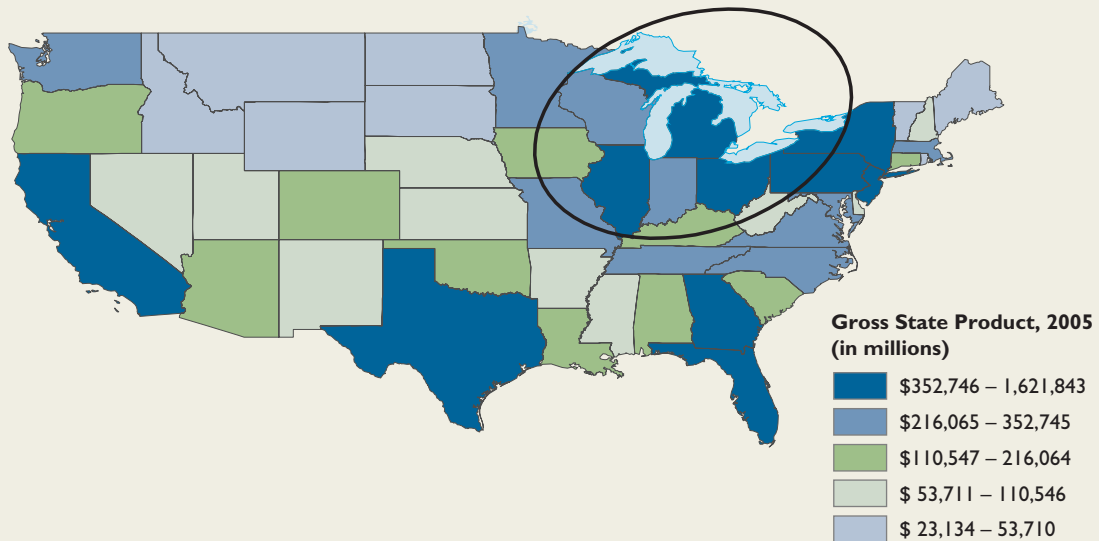 Gross State Product, 2005
(in millions)
$352,746 – 1,621,843
$216,065 – 352,745
$110,547 – 216,064
$ 53,711 – 110,546
$ 23,134 – 53,710